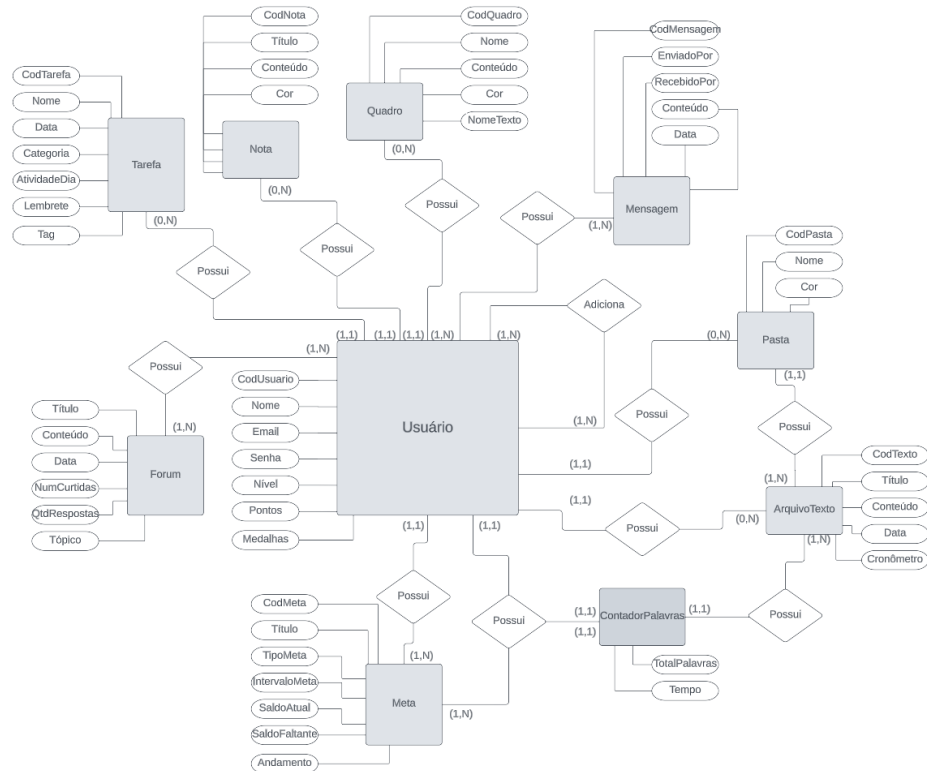 CodNota
Título
Conteúdo
Cor
Nota
(0,N)
CodQuadro
Nome
Conteúdo
Cor
NomeTexto
Quadro
(0,N)
CodMensagem
EnviadoPor
RecebidoPor
Conteúdo
Data
Mensagem
(1,N)
CodTarefa
Nome
Data
Categoria
AtividadeDia
Lembrete
Tag
Tarefa
(0,N)
Possui
Possui
Possui
Possui
Adiciona
CodPasta
Nome
Cor
Pasta
(0,N)
(1,1)
(1,1)
(1,1)
(1,1)
(1,N)
(1,N)
(1,N)
Possui
CodUsuario
Nome
Email
Senha
Nível
Pontos
Medalhas
Usuário
(1,N)
(1,1)
(1,1)
(1,1)
(1,1)
Possui
Possui
Possui
Título
Conteúdo
Data
NumCurtidas
QtdRespostas
Tópico
Forum
(1,N)
CodTexto
Título
Conteúdo
Data
Cronômetro
ArquivoTexto
(1,N)
(0,N)
(1,N)
Possui
Possui
Possui
ContadorPalavras
(1,1)
(1,1)
(1,1)
TotalPalavras
Tempo
CodMeta
Título
TipoMeta
IntervaloMeta
SaldoAtual
SaldoFaltante
Andamento
Meta
(1,N)
(1,N)